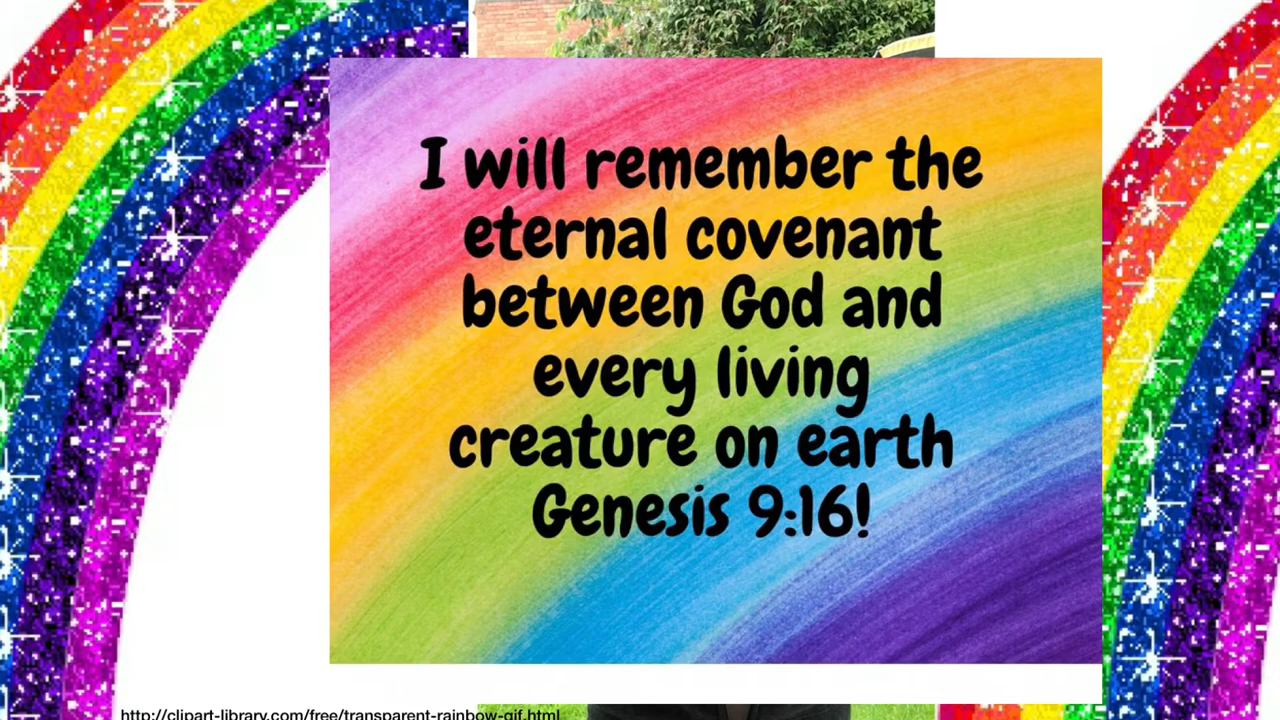 I will remember the
eternal covenant
between God and
every living
creature on earth
Genesis 9:16!
http://clipart-library.com/free/transparent-rainbow-gif.html